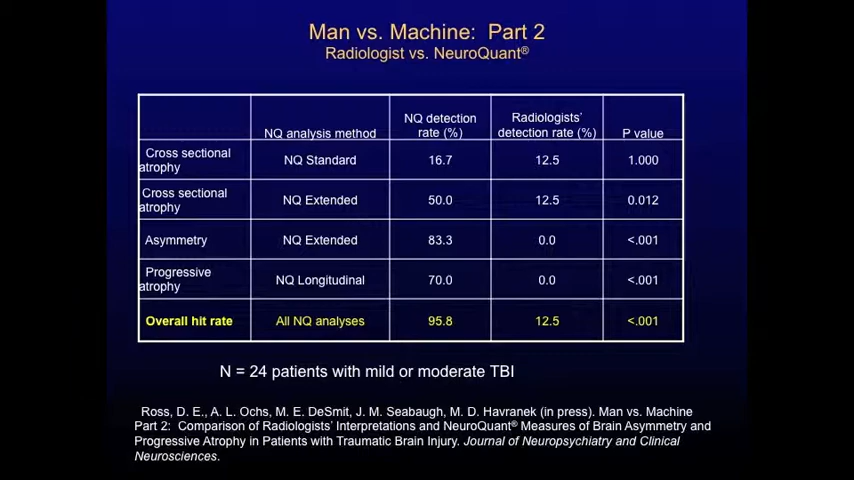 Man vs. Machine: Part 2
Radiologist vs. NeuroQuant®
NQ analysis method
NQ detection
rate (%)
Radiologists'
detection rate (%)
P value
Cross sectional
atrophy
NQ Standard
16.7
12.5
1.000
Cross sectional
atrophy
NQ Extended
50.0
12.5
0.012
Asymmetry
NQ Extended
83.3
0.0
<.001
Progressive
atrophy
NQ Longitudinal
70.0
0.0
<.001
Overall hit rate
All NQ analyses
95.8
12.5
<.001
N = 24 patients with mild or moderate TBI
Ross, D. E., A. L. Ochs, M. E. DeSmit, J. M. Seabaugh, M. D. Havranek (in press). Man vs. Machine
Part 2: Comparison of Radiologists' Interpretations and NeuroQuant® Measures of Brain Asymmetry and
Progressive Atrophy in Patients with Traumatic Brain Injury. Journal of Neuropsychiatry and Clinical
Neurosciences.